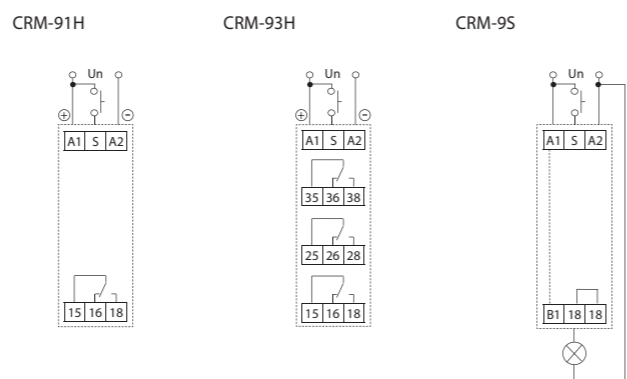 CRM-91H CRM-93H CRM-9S
Un Un Un
⊕ ⊖ ⊕ ⊖
A1 S A2 A1 S A2 A1 S A2
35 36 38
25 26 28
15 16 18 15 16 18 B1 18 18